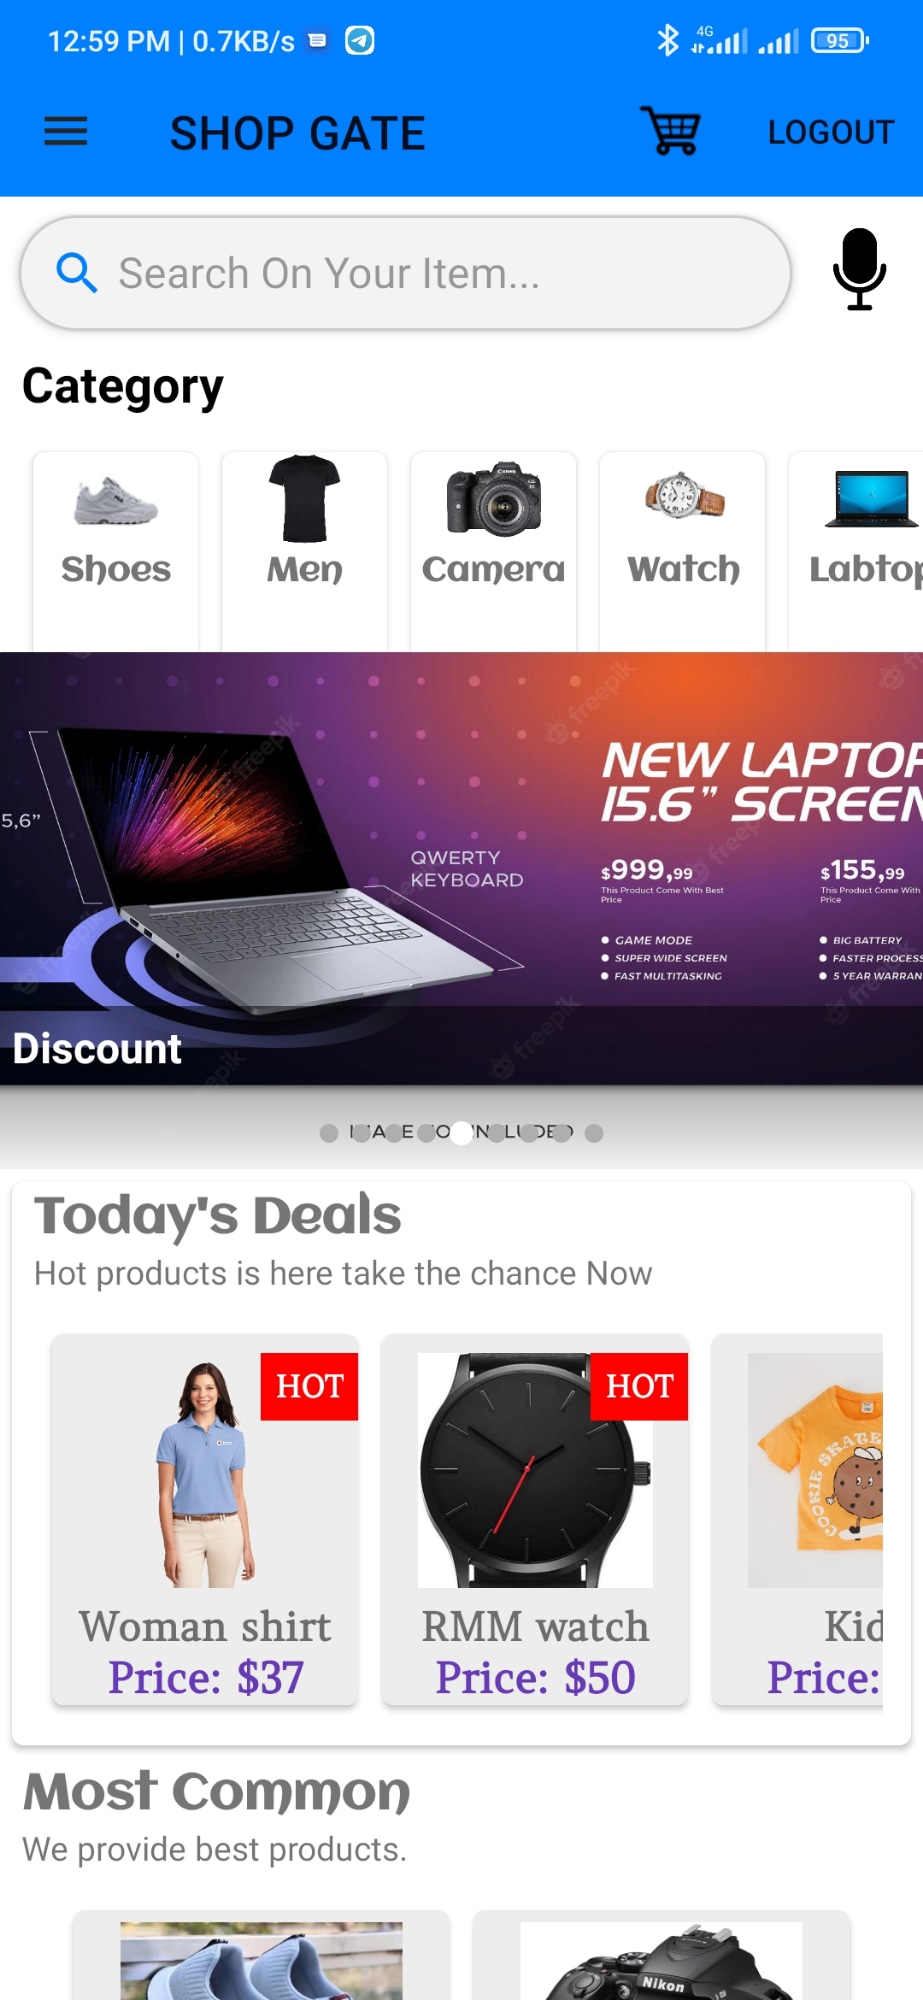 12:59 PM | 0.7KB/s
4G
95
SHOP GATE
LOGOUT
Search On Your Item...
Category
Canon
Shoes
Men
Camera
Watch
Labtop
freepik
5,6”
QWERTY
KEYBOARD
NEW LAPTOP
15.6” SCREEN
$999,99
This Product Come With Best
Price
$155,99
This Product Come With
Price
GAME MODE
SUPER WIDE SCREEN
FAST MULTITASKING
BIG BATTERY
FASTER PROCESS
5 YEAR WARRAN
Discount
Today's Deals
Hot products is here take the chance Now
HOT
HOT
COOKIE SKATE
Woman shirt
Price: $37
RMM watch
Price: $50
Kid
Price:
Most Common
We provide best products.
Nikon